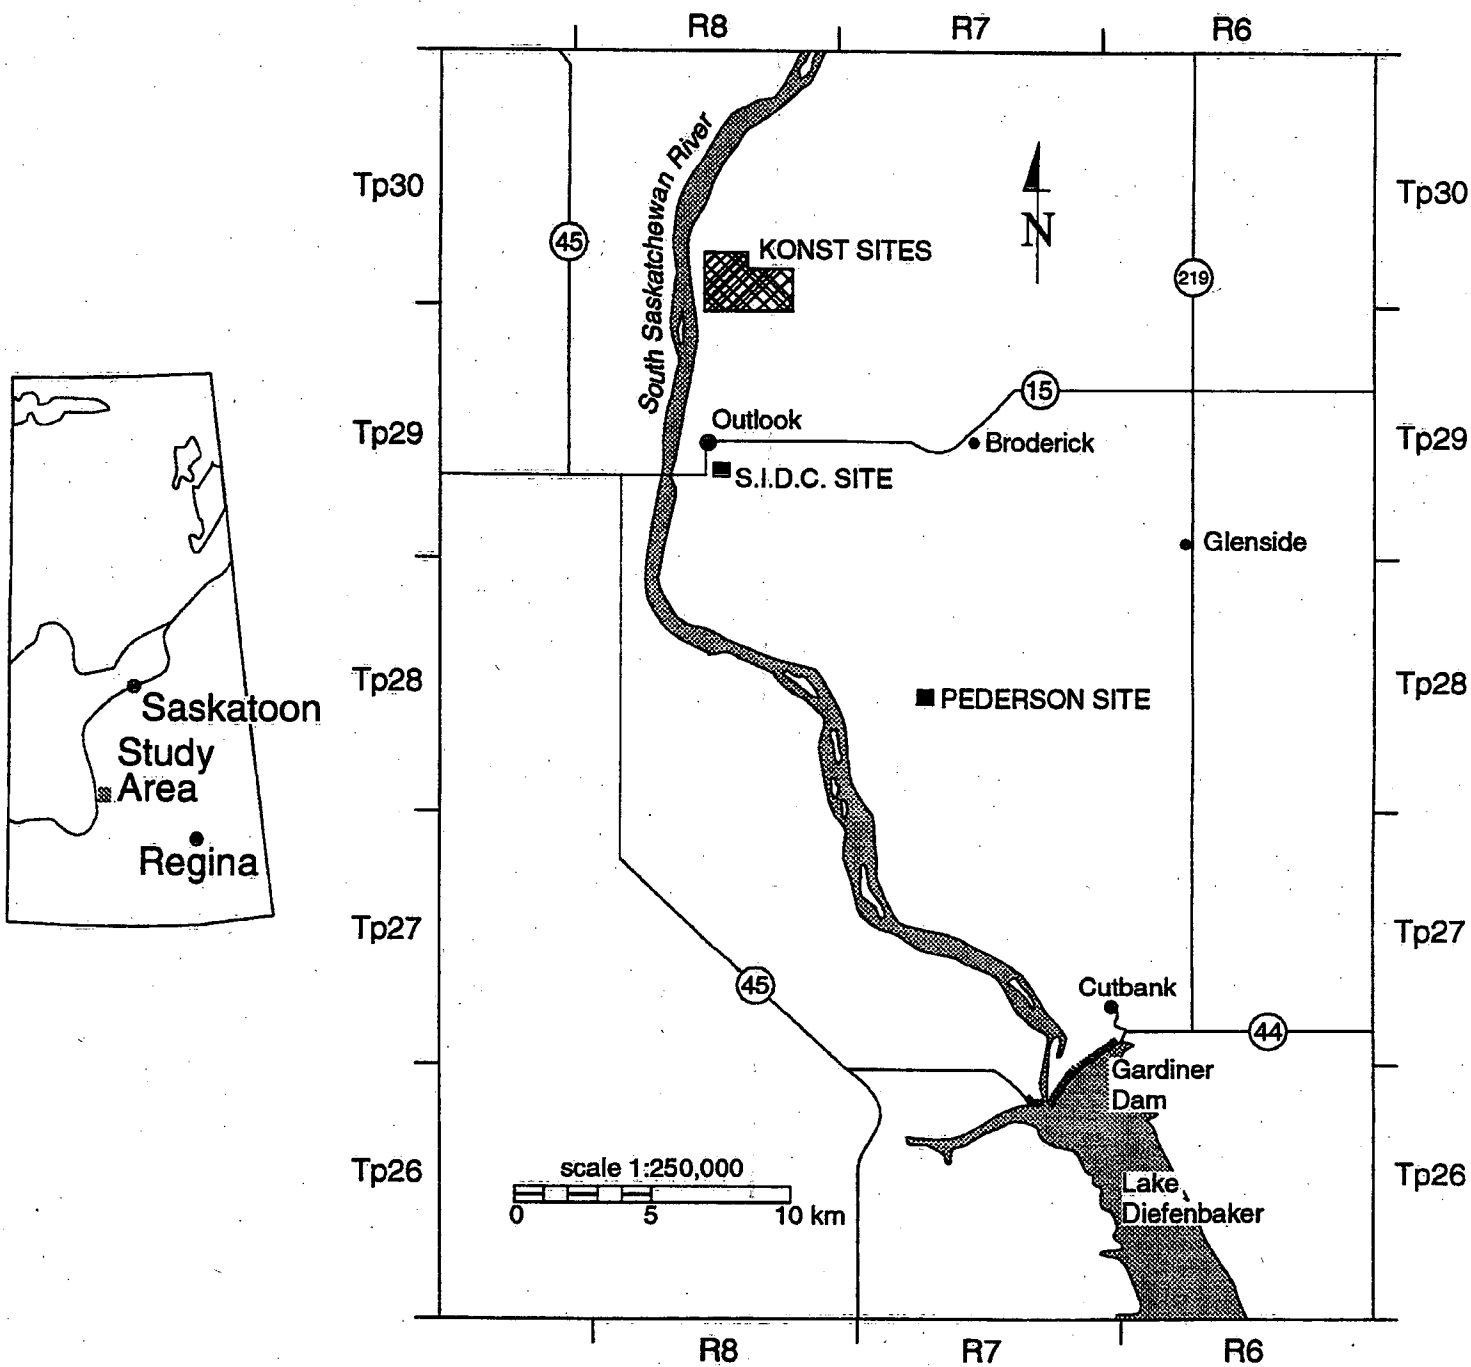 R8 R7 R6
Tp30 Tp30
South Saskatchewan River
45
N
KONST SITES
219
15
Outlook
Tp29 Broderick Tp29
S.I.D.C. SITE
Glenside
Tp28 Tp28
PEDERSON SITE
Saskatoon
Study
Area
Regina
Tp27 Tp27
45
Cutbank
44
Gardiner
Dam
Tp26 Tp26
scale 1:250,000
0 5 10 km
Lake
Diefenbaker
R8 R7 R6